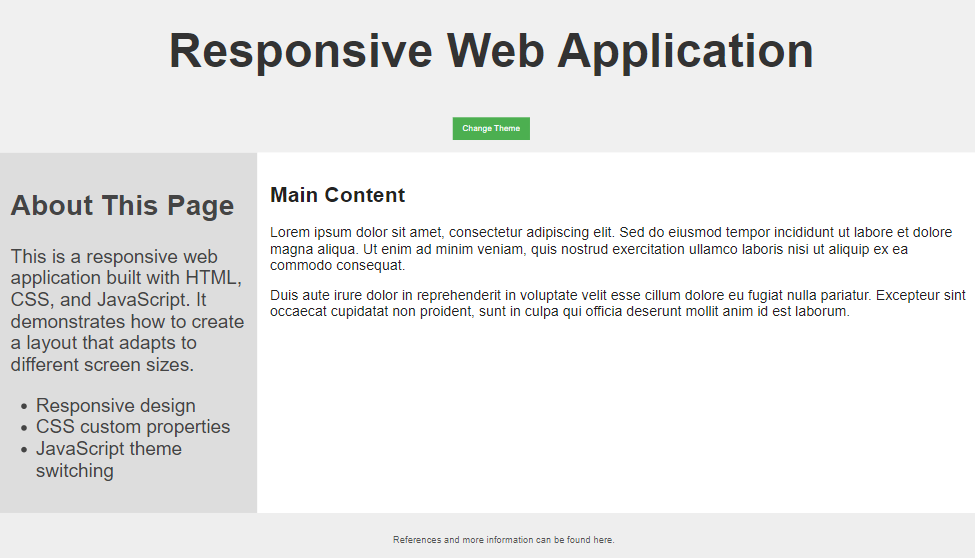 Responsive Web Application
Change Theme
About This Page
This is a responsive web
application built with HTML,
CSS, and JavaScript. It
demonstrates how to create
a layout that adapts to
different screen sizes.
• Responsive design
• CSS custom properties
• JavaScript theme
switching
Main Content
Lorem ipsum dolor sit amet, consectetur adipiscing elit. Sed do eiusmod tempor incididunt ut labore et dolore
magna aliqua. Ut enim ad minim veniam, quis nostrud exercitation ullamco laboris nisi ut aliquip ex ea
commodo consequat.
Duis aute irure dolor in reprehenderit in voluptate velit esse cillum dolore eu fugiat nulla pariatur. Excepteur sint
occaecat cupidatat non proident, sunt in culpa qui officia deserunt mollit anim id est laborum.
References and more information can be found here.